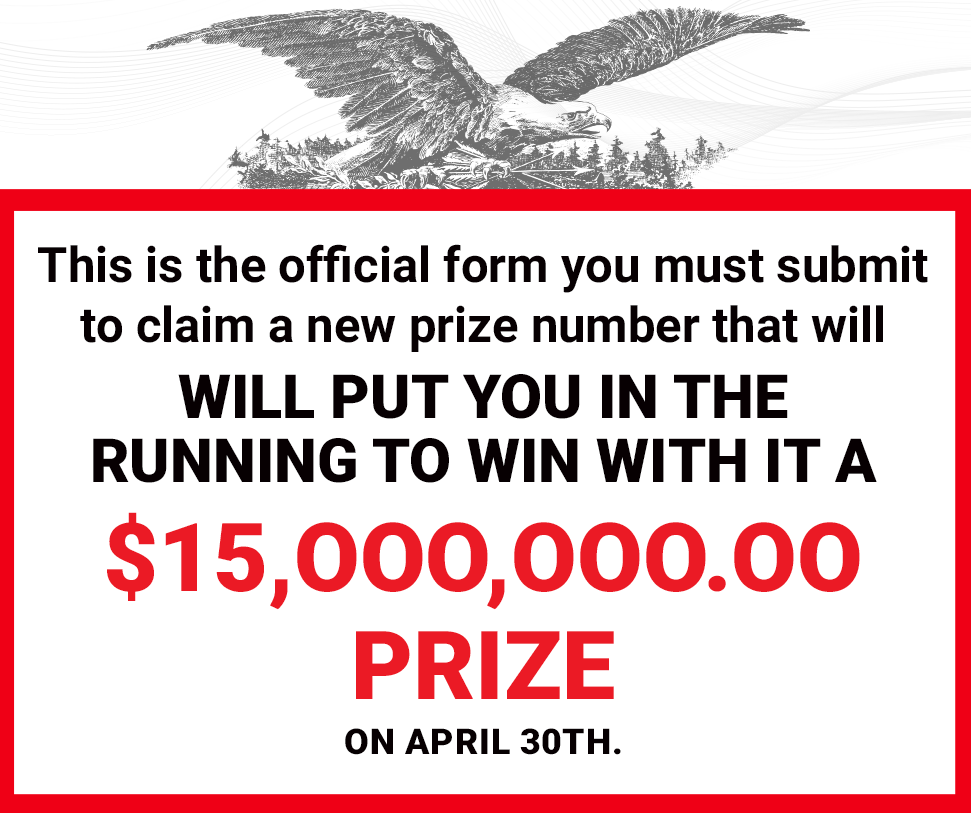 This is the official form you must submit
to claim a new prize number that will
WILL PUT YOU IN THE
RUNNING TO WIN WITH IT A
$15,000,000.00
PRIZE
ON APRIL 30TH.